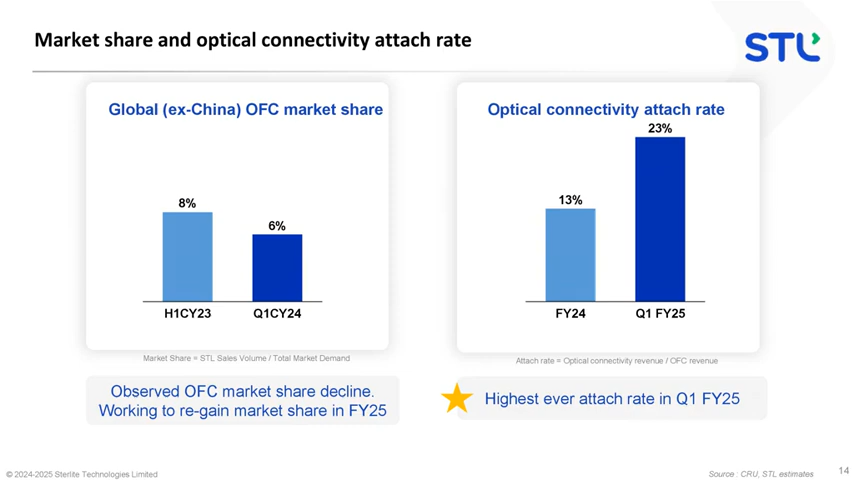 Market share and optical connectivity attach rate
STL
Global (ex-China) OFC market share
8%
6%
H1CY23 Q1CY24
Market Share = STL Sales Volume / Total Market Demand
Observed OFC market share decline.
Working to re-gain market share in FY25
Optical connectivity attach rate
23%
13%
FY24 Q1 FY25
Attach rate = Optical connectivity revenue / OFC revenue
Highest ever attach rate in Q1 FY25
© 2024-2025 Sterlite Technologies Limited
Source : CRU, STL estimates
14